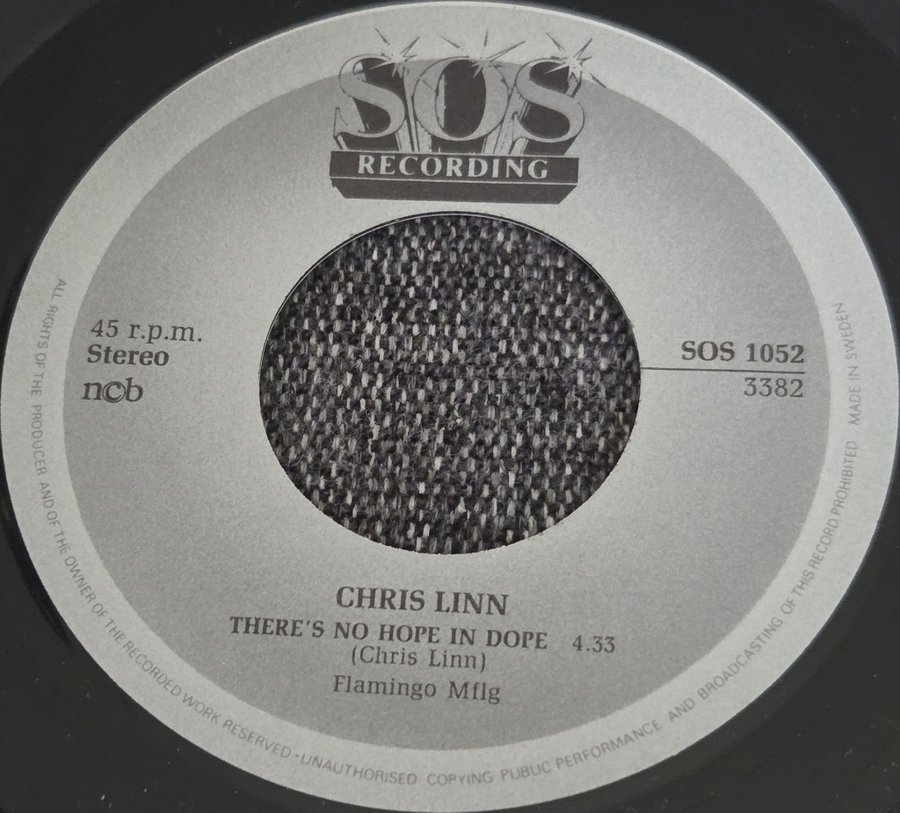 SOS
RECORDING
45 r.p.m.
Stereo
ncb
SOS 1052
3382
CHRIS LINN
THERE'S NO HOPE IN DOPE 4.33
(Chris Linn)
Flamingo Mflg
ALL RIGHTS OF THE PRODUCER AND OF THE OWNER OF THE RECORDED WORK RESERVED · UNAUTHORISED COPYING PUBLIC PERFORMANCE AND BROADCASTING OF THIS RECORD PROHIBITED MADE IN SWEDEN